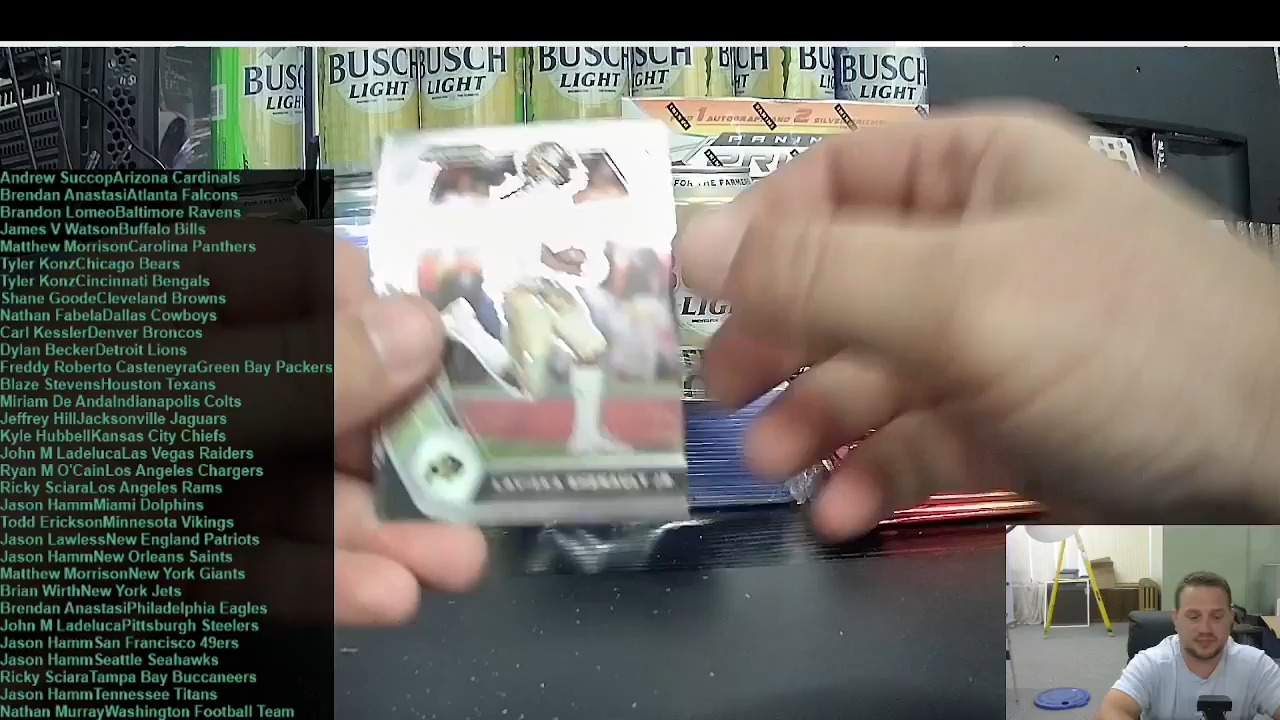 BUSCH LIGHT
BUSCH LIGHT
BUSCH LIGHT
BUSCH LIGHT
BUSCH LIGHT
1 AUTOGRAPH AND 2 SILVER
PANINI
Andrew SuccopArizona Cardinals
Brendan AnastasiAtlanta Falcons
Brandon LomeoBaltimore Ravens
James V WatsonBuffalo Bills
Matthew MorrisonCarolina Panthers
Tyler KonzChicago Bears
Tyler KonzCincinnati Bengals
Shane GoodeCleveland Browns
Nathan FabelaDallas Cowboys
Carl KesslerDenver Broncos
Dylan BeckerDetroit Lions
Freddy Roberto CasteneyraGreen Bay Packers
Blaze StevensHouston Texans
Miriam De AndaIndianapolis Colts
Jeffrey HillJacksonville Jaguars
Kyle HubbellKansas City Chiefs
John M LadelucaLas Vegas Raiders
Ryan M O'CainLos Angeles Chargers
Ricky SciaraLos Angeles Rams
Jason HammMiami Dolphins
Todd EricksonMinnesota Vikings
Jason LawlessNew England Patriots
Jason HammNew Orleans Saints
Matthew MorrisonNew York Giants
Brian WirthNew York Jets
Brendan AnastasiPhiladelphia Eagles
John M LadelucaPittsburgh Steelers
Jason HammSan Francisco 49ers
Jason HammSeattle Seahawks
Ricky SciaraTampa Bay Buccaneers
Jason HammTennessee Titans
Nathan MurrayWashington Football Team